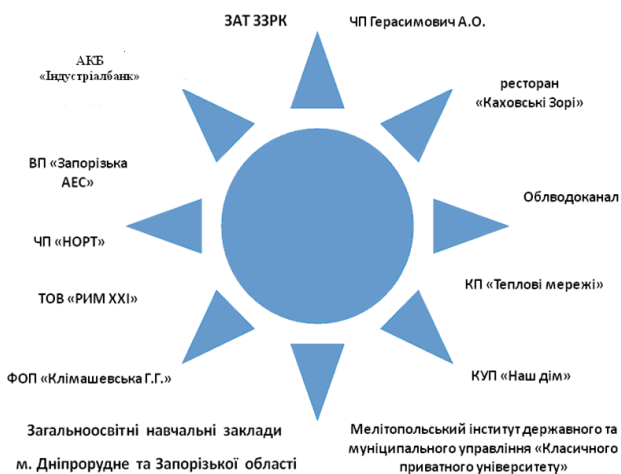 ЗАТ ЗЗРК
ЧП Герасимович А.О.
АКБ
«Індустріалбанк»
ресторан
«Каховські Зорі»
ВП «Запорізька
АЕС»
Облводоканал
ЧП «НОРТ»
КП «Теплові мережі»
ТОВ «РИМ XXI»
ФОП «Клімашевська Г.Г.»
КУП «Наш дім»
Загальноосвітні навчальні заклади
м. Дніпрорудне та Запорізької області
Мелітопольський інститут державного та
муніципального управління «Класичного
приватного університету»